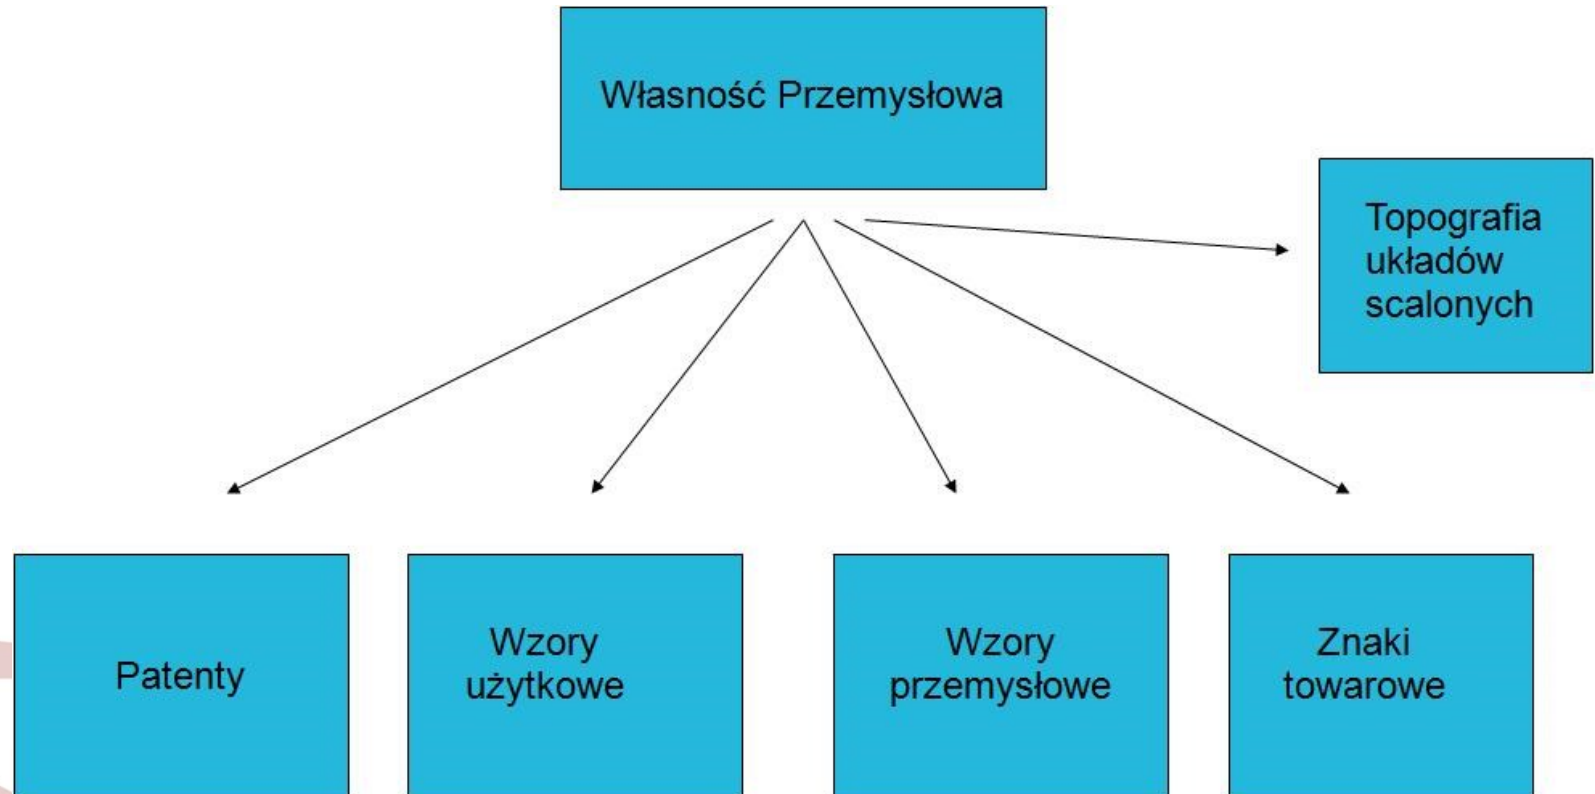 Własność Przemysłowa
Topografia
układów
scalonych
Patenty
Wzory
użytkowe
Wzory
przemysłowe
Znaki
towarowe